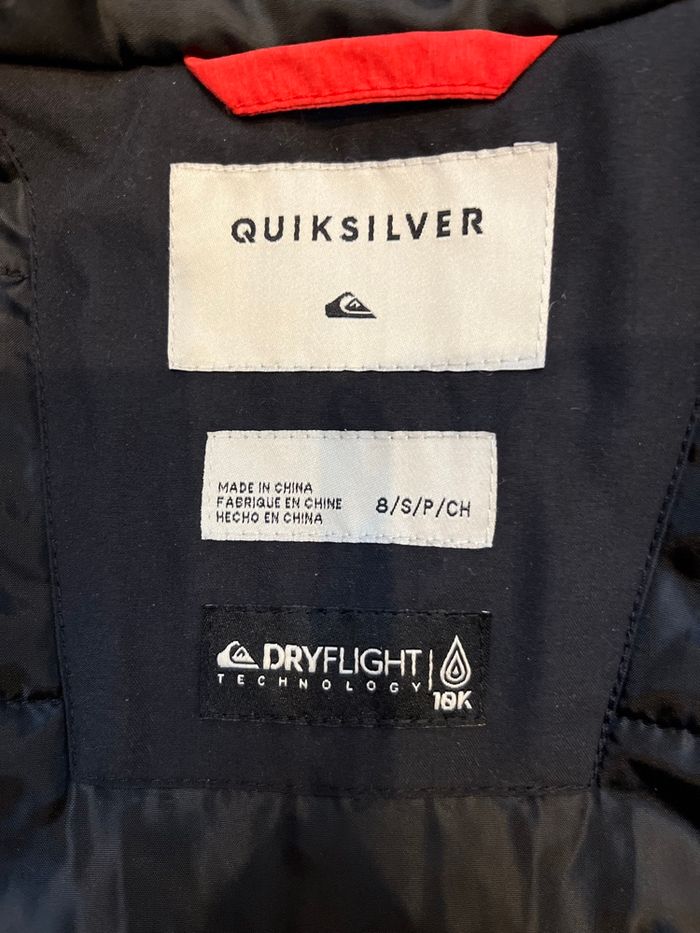 QUIKSILVER
MADE IN CHINA
FABRIQUE EN CHINE
HECHO EN CHINA
8/S/P/CH
DRYFLIGHT
TECHNOLOGY
10K